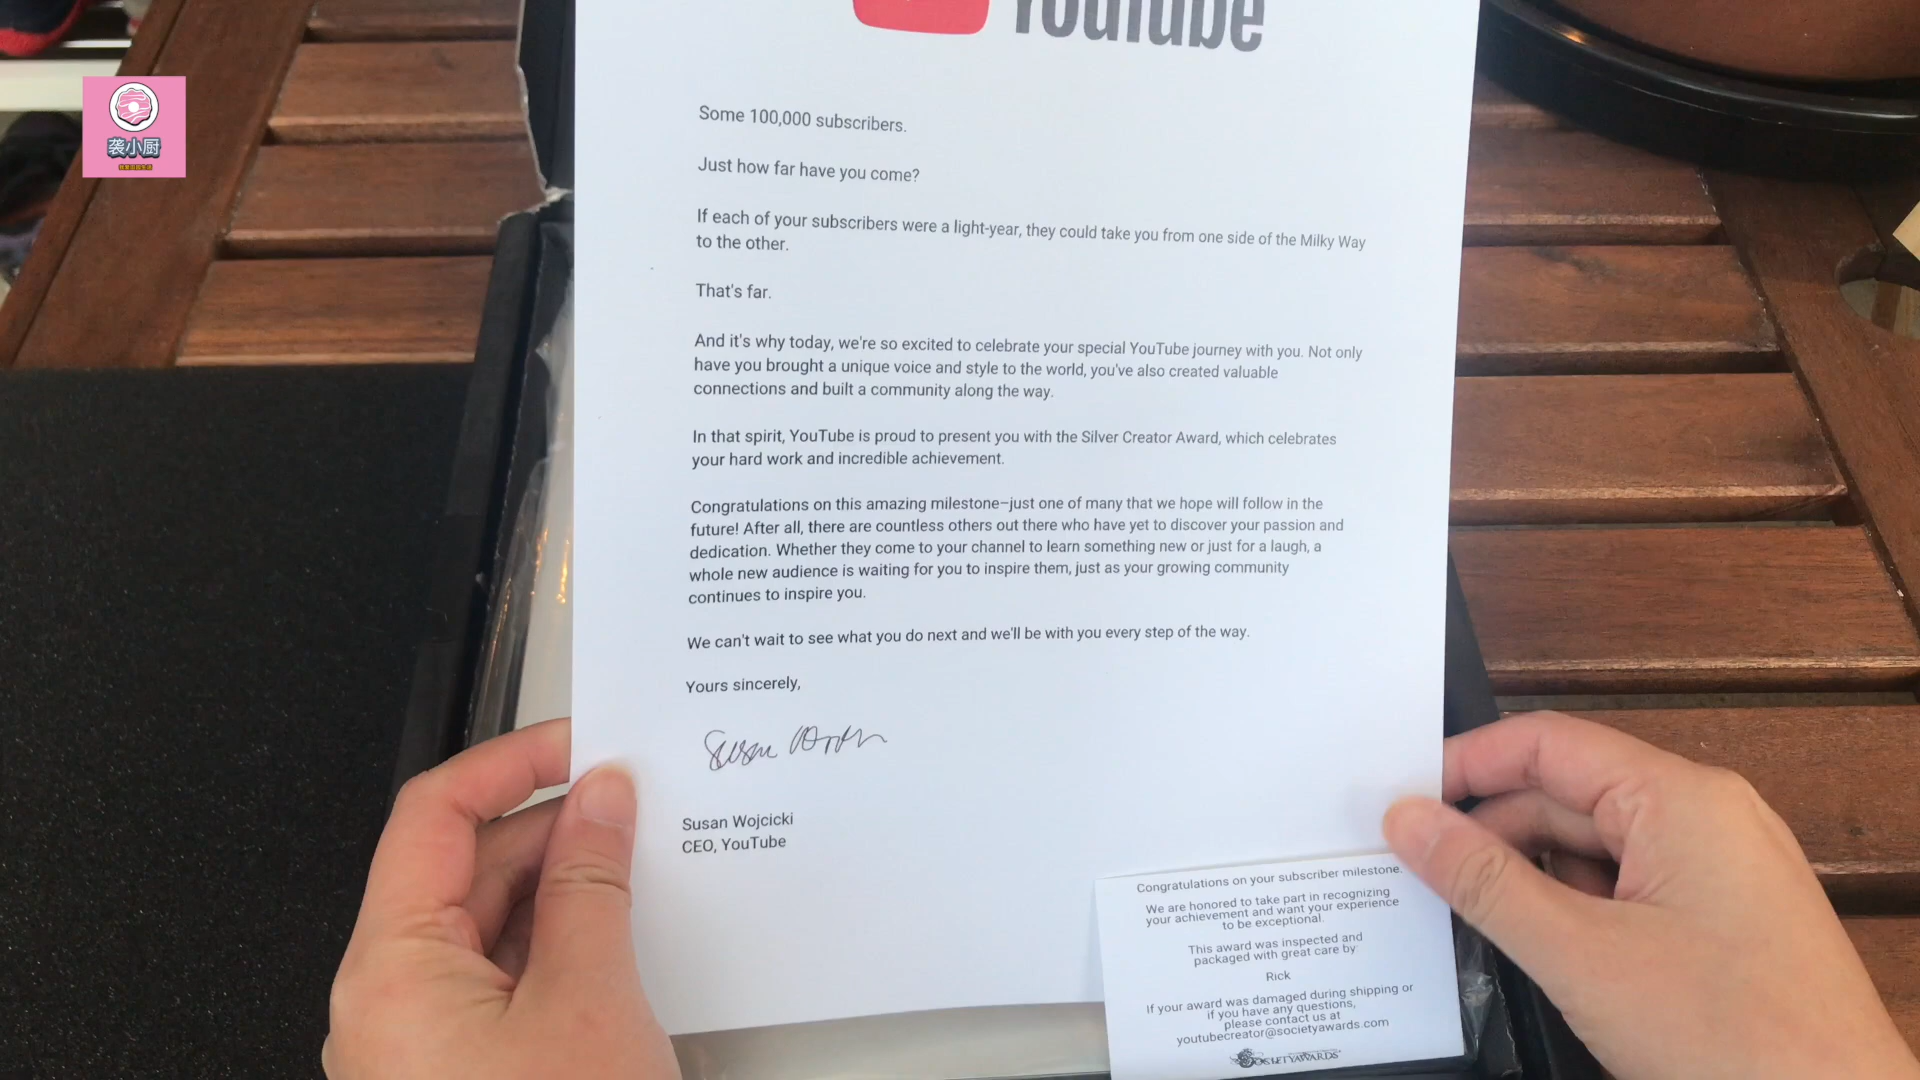 YouTube
袭小厨
Some 100,000 subscribers.
Just how far have you come?
If each of your subscribers were a light-year, they could take you from one side of the Milky Way
to the other.
That's far.
And it's why today, we're so excited to celebrate your special YouTube journey with you. Not only
have you brought a unique voice and style to the world, you've also created valuable
connections and built a community along the way.
In that spirit, YouTube is proud to present you with the Silver Creator Award, which celebrates
your hard work and incredible achievement.
Congratulations on this amazing milestone—just one of many that we hope will follow in the
future! After all, there are countless others out there who have yet to discover your passion and
dedication. Whether they come to your channel to learn something new or just for a laugh, a
whole new audience is waiting for you to inspire them, just as your growing community
continues to inspire you.
We can't wait to see what you do next and we'll be with you every step of the way.
Yours sincerely,
Susan Wojcicki
CEO, YouTube
Congratulations on your subscriber milestone.
We are honored to take part in recognizing
your achievement and want your experience
to be exceptional.
This award was inspected and
packaged with great care by
Rick
If your award was damaged during shipping or
if you have any questions,
please contact us at
youtubecreator@societyawards.com
SOCIETYAWARDS